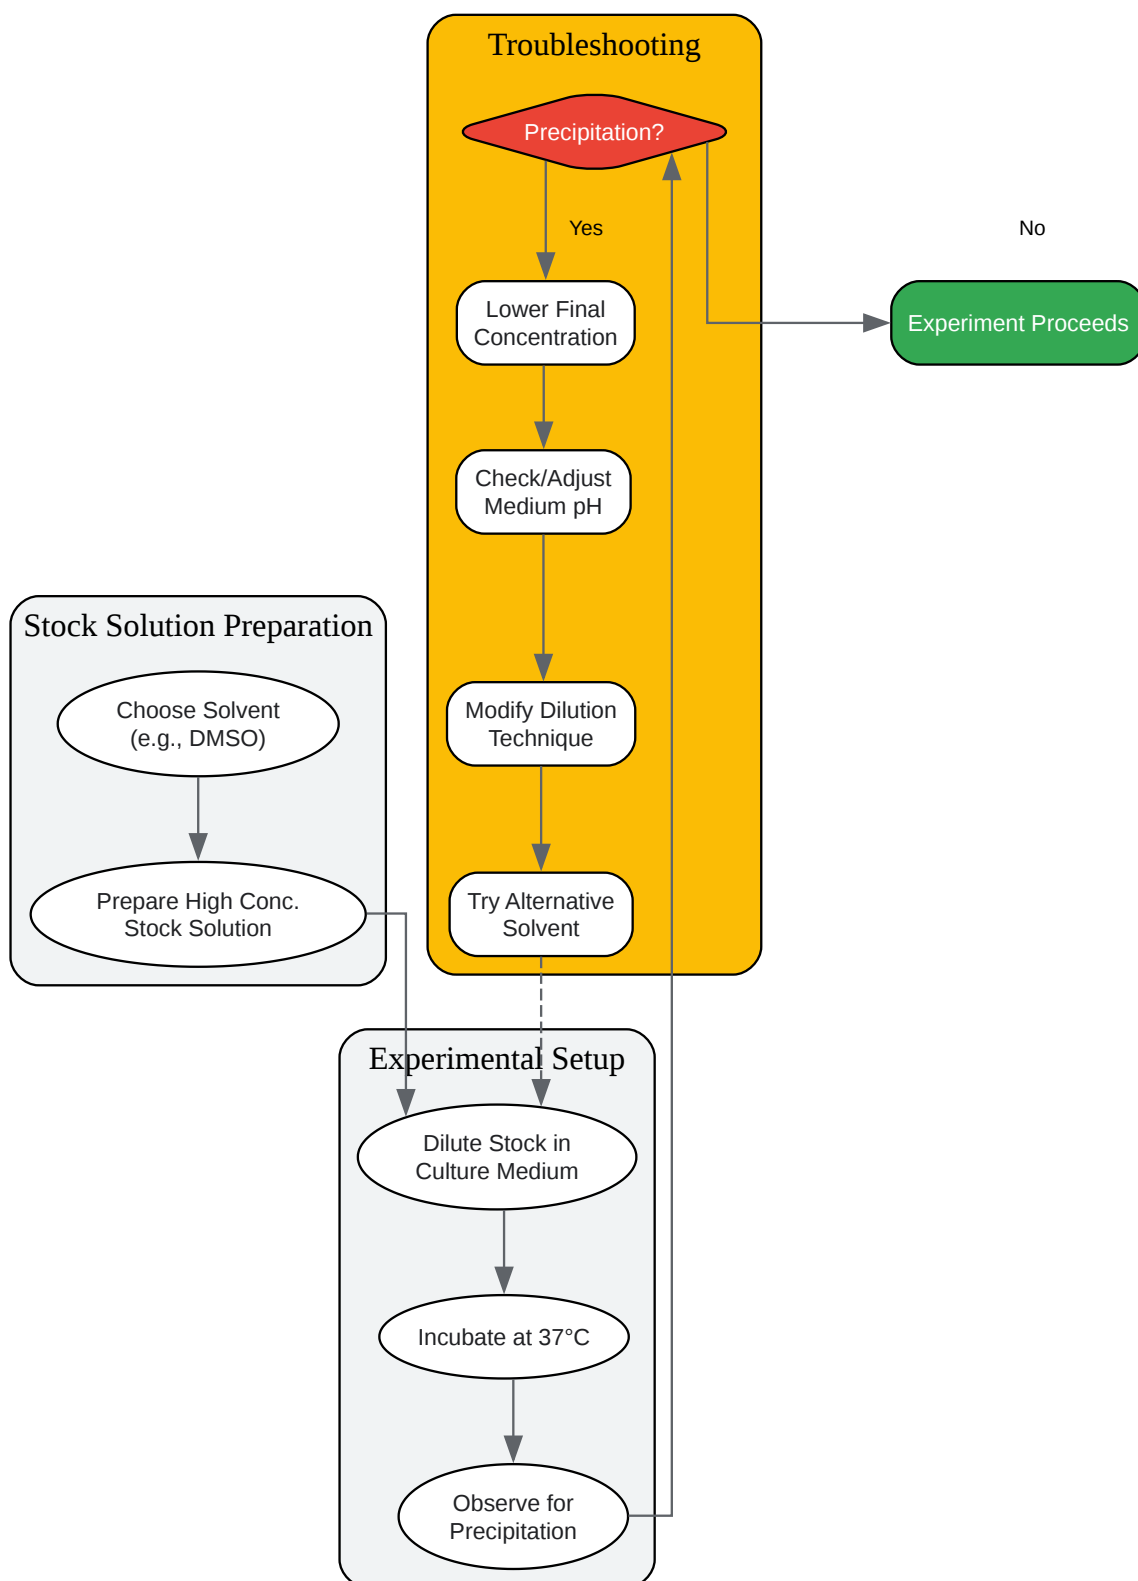 Troubleshooting
Precipitation?
Yes
No
Lower Final
Concentration
Experiment Proceeds
Check/Adjust
Medium pH
Stock Solution Preparation
Choose Solvent
(e.g., DMSO)
Modify Dilution
Technique
Prepare High Conc.
Stock Solution
Try Alternative
Solvent
Experimental Setup
Dilute Stock in
Culture Medium
Incubate at 37°C
Observe for
Precipitation